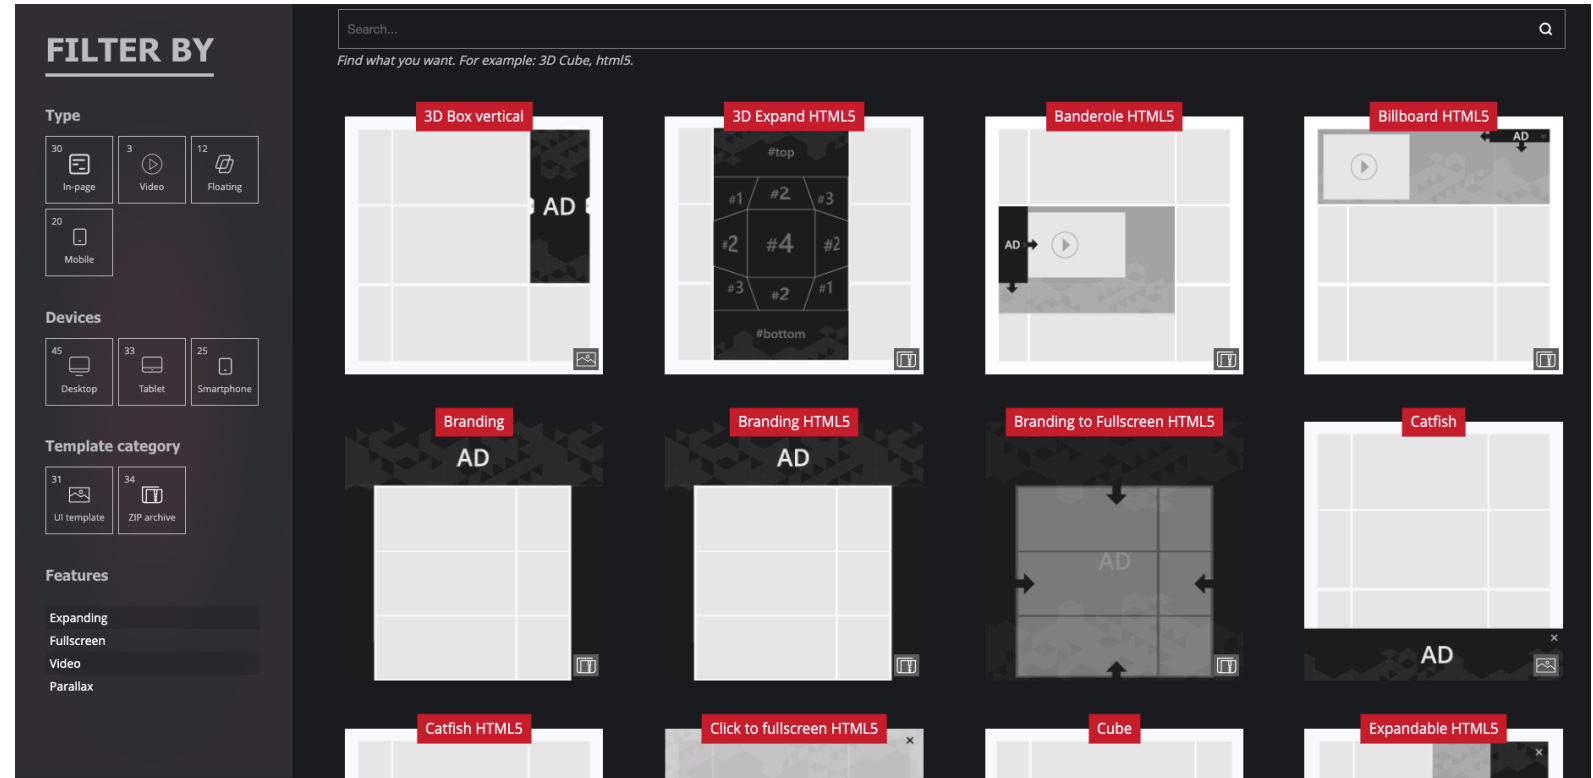 FILTER BY
Type
30
In-page
3
Video
12
Floating
20
Mobile
Devices
45
Desktop
33
Tablet
25
Smartphone
Template category
31
UI template
34
ZIP archive
Features
Expanding
Fullscreen
Video
Parallax
Search...
Find what you want. For example: 3D Cube, html5.
3D Box vertical
AD
3D Expand HTML5
#top
#1 #2 #3
#2 #4 #2
#3 #2 #1
#bottom
Banderole HTML5
AD
Billboard HTML5
AD
Branding
AD
Branding HTML5
AD
Branding to Fullscreen HTML5
AD
Catfish
AD
Catfish HTML5
Click to fullscreen HTML5
Cube
Expandable HTML5